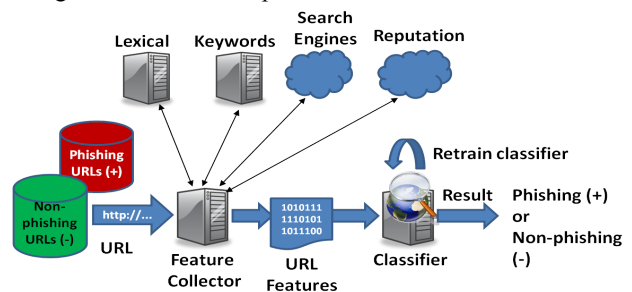 Lexical
Keywords
Search
Engines
Reputation
Phishing
URLs (+)
Non-
phishing
URLs (-)
http://...
URL
Feature
Collector
1010111
1110101
1011100
URL
Features
Retrain classifier
Classifier
Result
Phishing (+)
or
Non-phishing
(-)